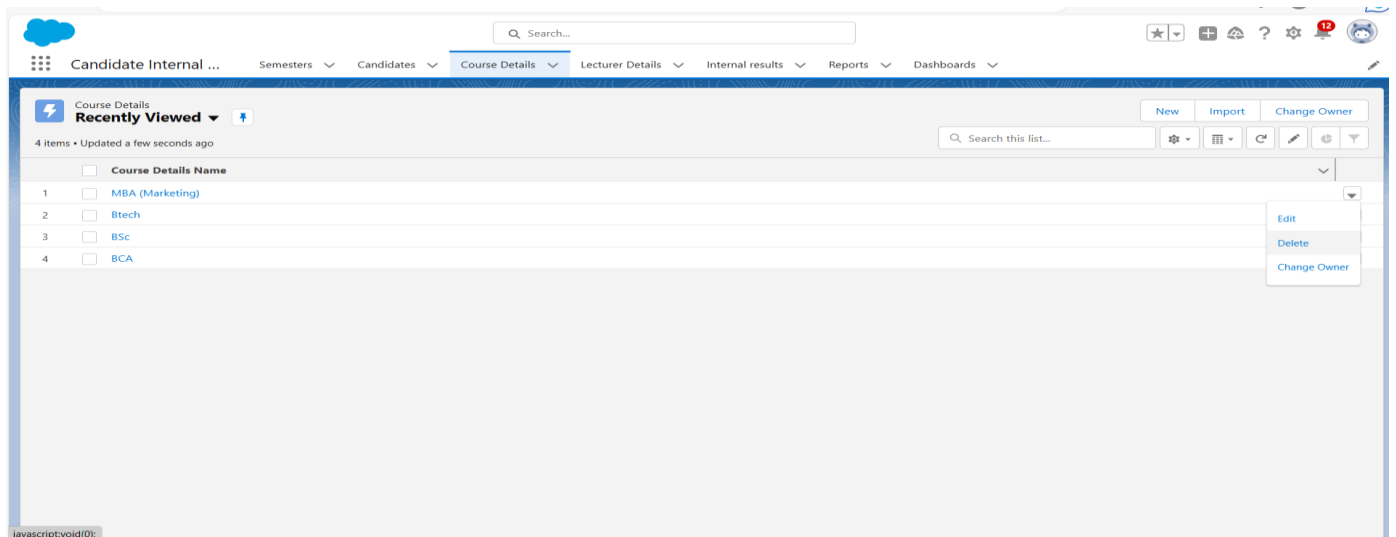 Search...
12
Candidate Internal ... Semesters Candidates Course Details Lecturer Details Internal results Reports Dashboards
Course Details
Recently Viewed
New Import Change Owner
4 items • Updated a few seconds ago
Search this list...
Course Details Name
1 MBA (Marketing)
2 Btech
3 BSc
4 BCA
Edit
Delete
Change Owner
javascript:void(0);